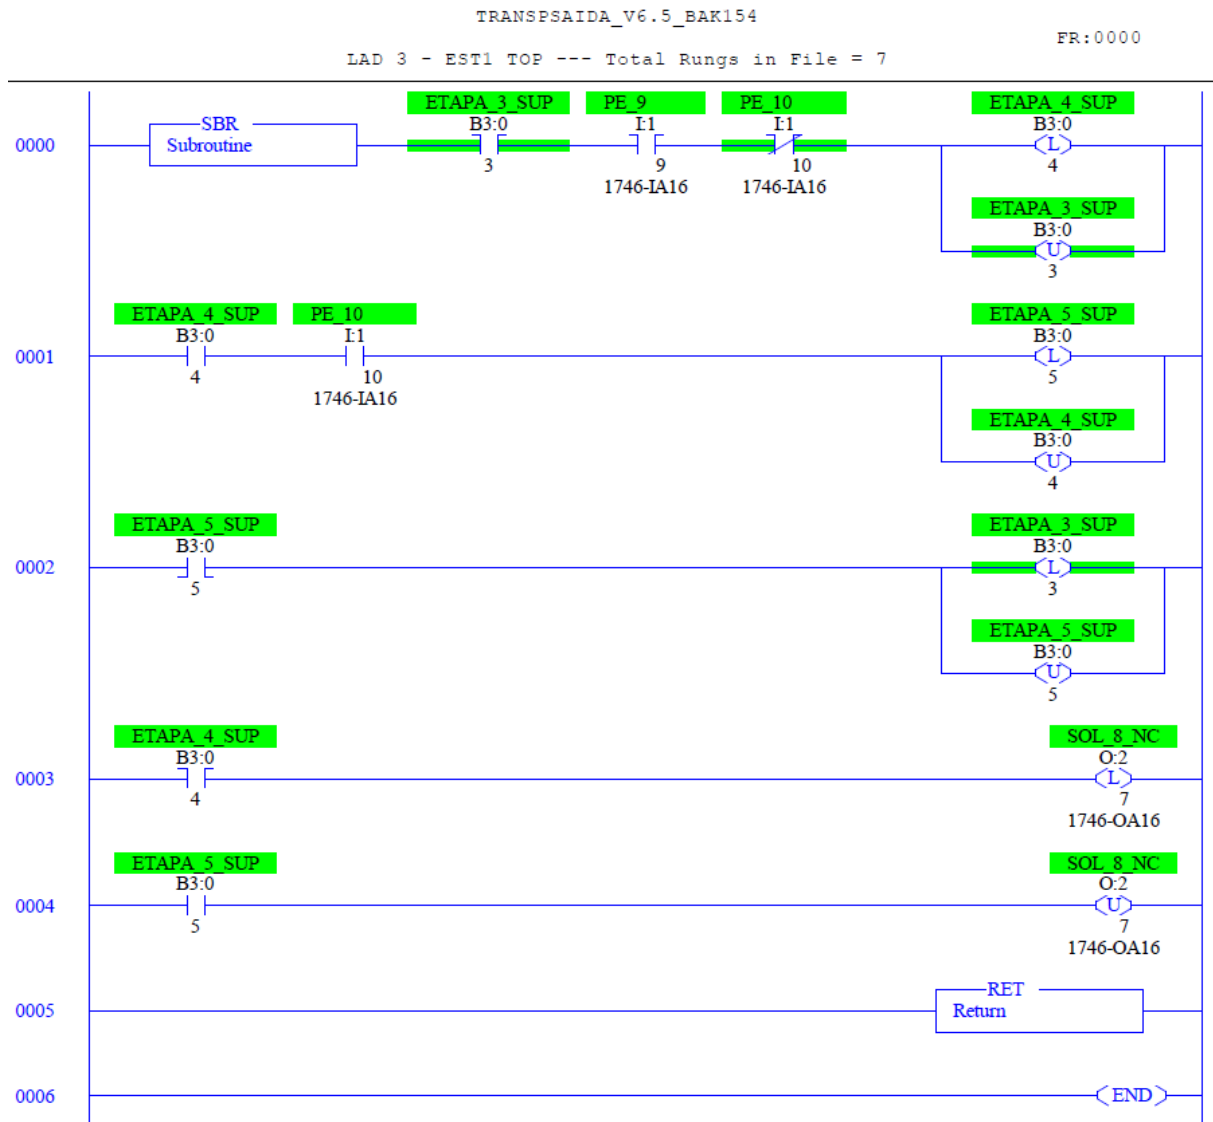 TRANSPSAIDA_V6.5_BAK154
FR:0000
LAD 3 - EST1 TOP --- Total Rungs in File = 7
ETAPA_3_SUP PE_9 PE_10 ETAPA_4_SUP
SBR B3:0 I:1 I:1 B3:0
0000 Subroutine L
3 9 10 4
1746-IA16 1746-IA16
ETAPA_3_SUP
B3:0
U
3
ETAPA_4_SUP PE_10 ETAPA_5_SUP
B3:0 I:1 B3:0
0001 L
4 10 5
1746-IA16
ETAPA_4_SUP
B3:0
U
4
ETAPA_5_SUP ETAPA_3_SUP
B3:0 B3:0
0002 L
5 3
ETAPA_5_SUP
B3:0
U
5
ETAPA_4_SUP SOL_8_NC
B3:0 O:2
0003 L
4 7
1746-OA16
ETAPA_5_SUP SOL_8_NC
B3:0 O:2
0004 U
5 7
1746-OA16
RET
0005 Return
0006 END